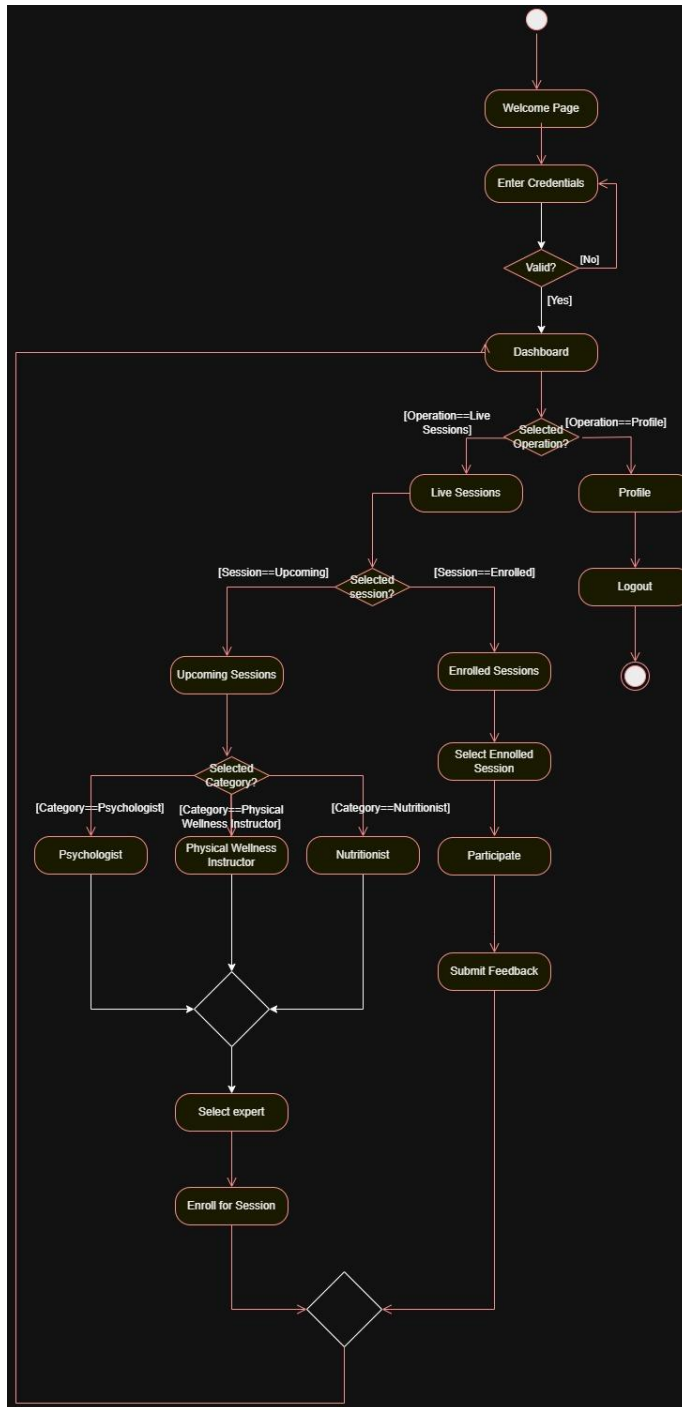 Welcome Page
Enter Credentials
Valid?
[No]
[Yes]
Dashboard
[Operation==Live
Sessions]
Selected
Operation?
[Operation==Profile]
Live Sessions
Profile
[Session==Upcoming]
Selected
session?
[Session==Enrolled]
Logout
Upcoming Sessions
Enrolled Sessions
Select Ennolled
Session
Selected
Category?
[Category==Psychologist]
[Category==Physical
Wellness Instructor]
[Category==Nutritionist]
Psychologist
Physical Wellness
Instructor
Nutritionist
Participate
Submit Feedback
Select expert
Enroll for Session